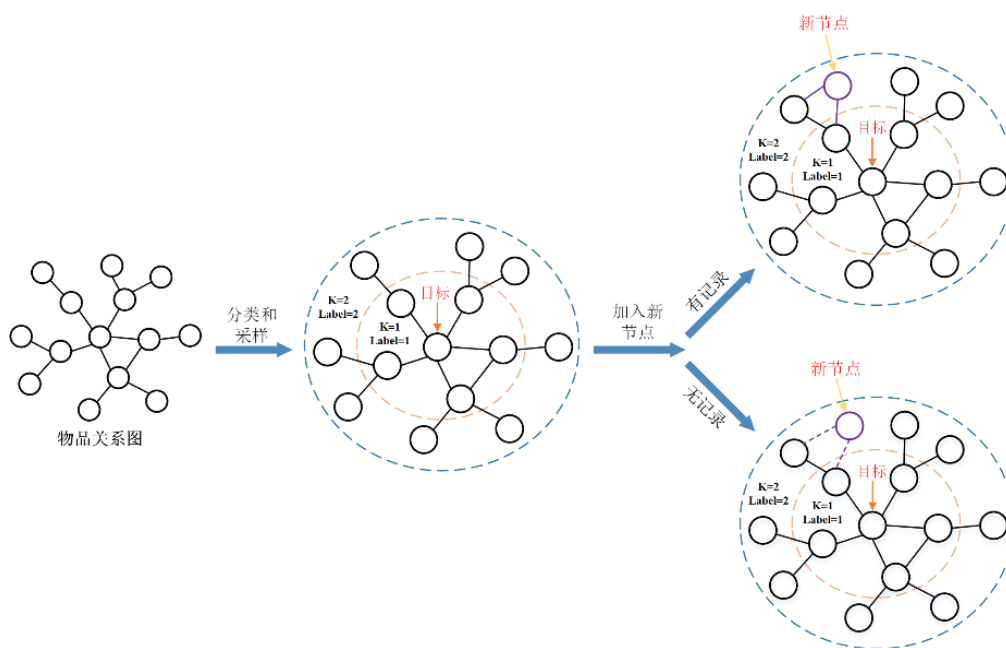 物品关系图
分类和
采样
K=2
Label=2
K=1
Label=1
目标
加入新
节点
有记录
无记录
新节点
目标
K=2
Label=2
K=1
Label=1
新节点
目标
K=2
Label=2
K=1
Label=1